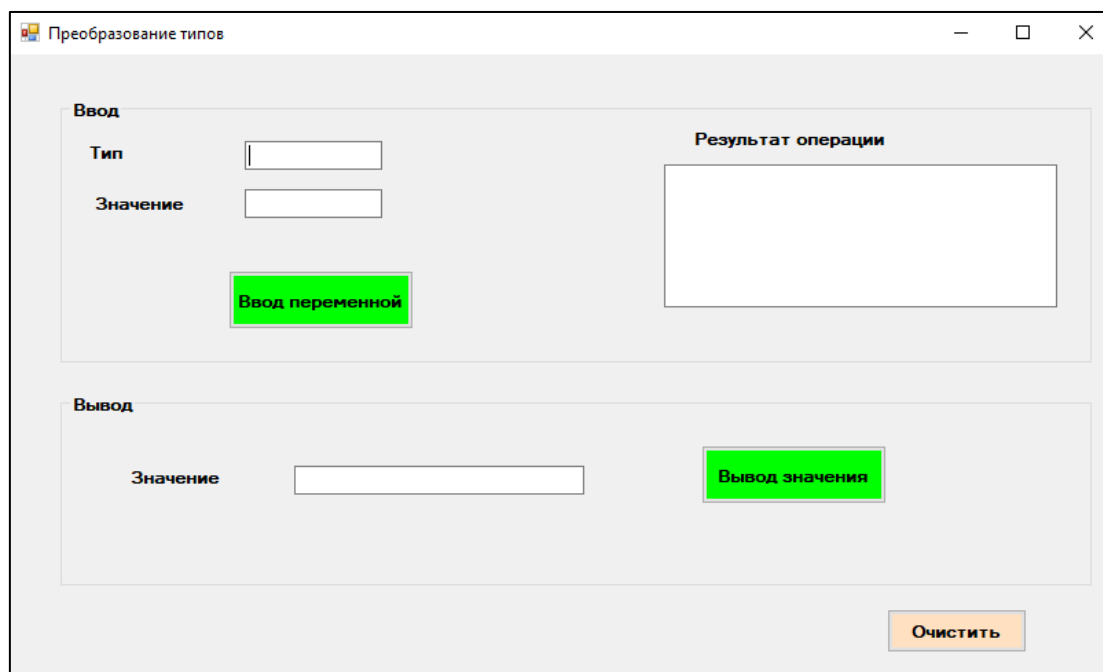 Преобразование типов
Ввод
Тип
Результат операции
Значение
Ввод переменной
Вывод
Значение
Вывод значения
Очистить